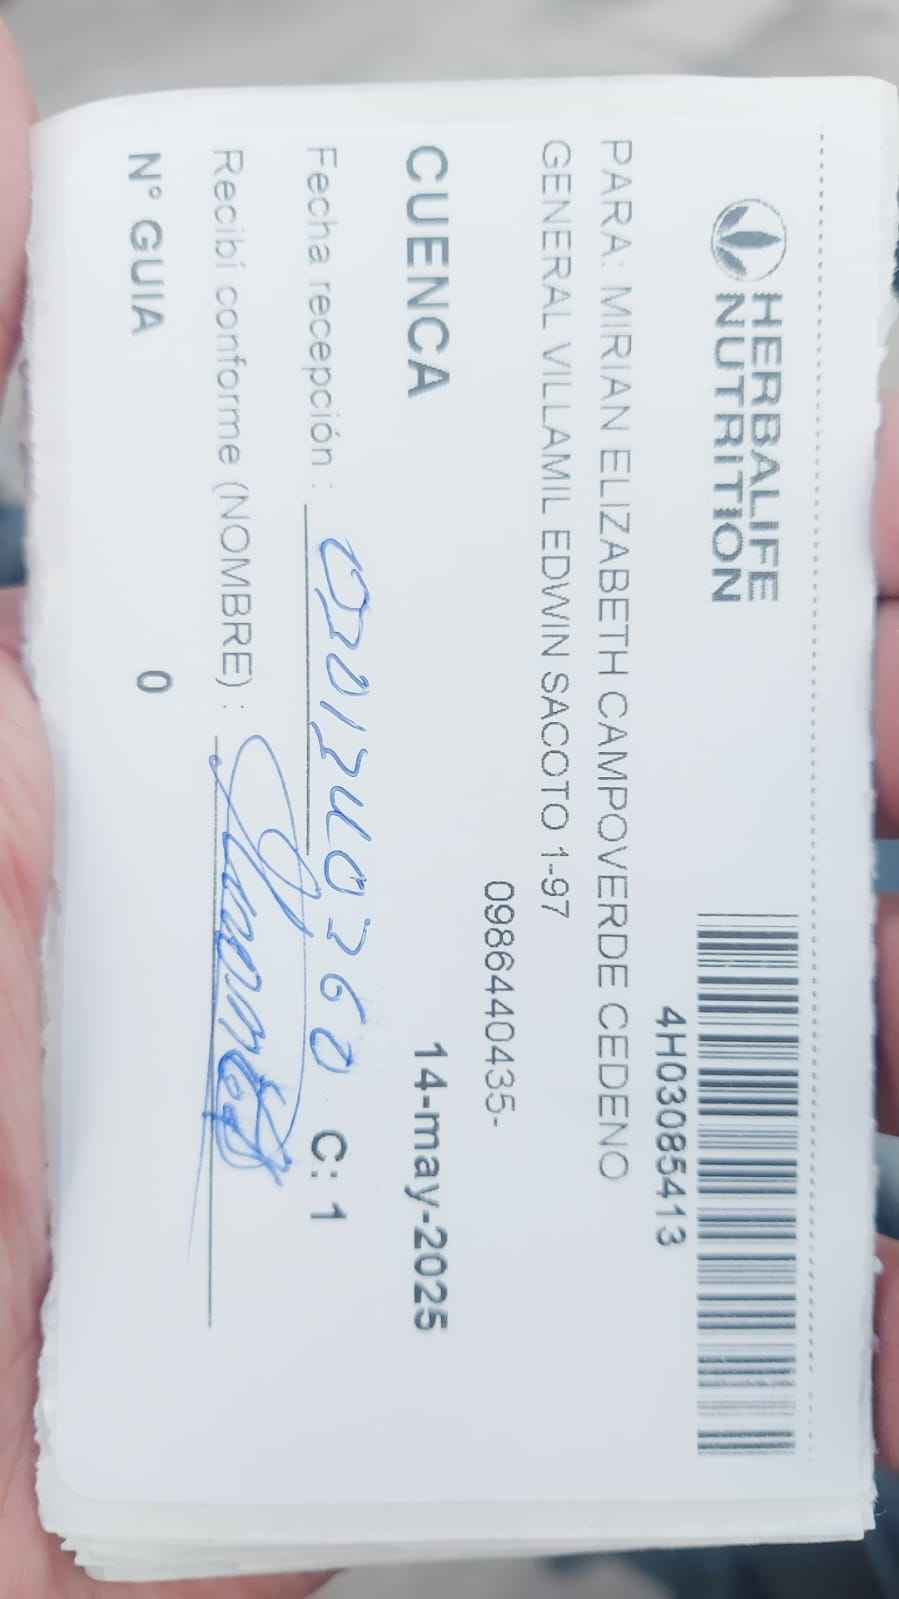 HERBALIFE
NUTRITION
4H03085413
PARA: MIRIAN ELIZABETH CAMPOVERDE CEDENO
GENERAL VILLAMIL EDWIN SACOTO 1-97
098640435-
CUENCA 14-may-2025
Fecha recepción : C: 1
Recibí conforme (NOMBRE) :
N° GUIA 0